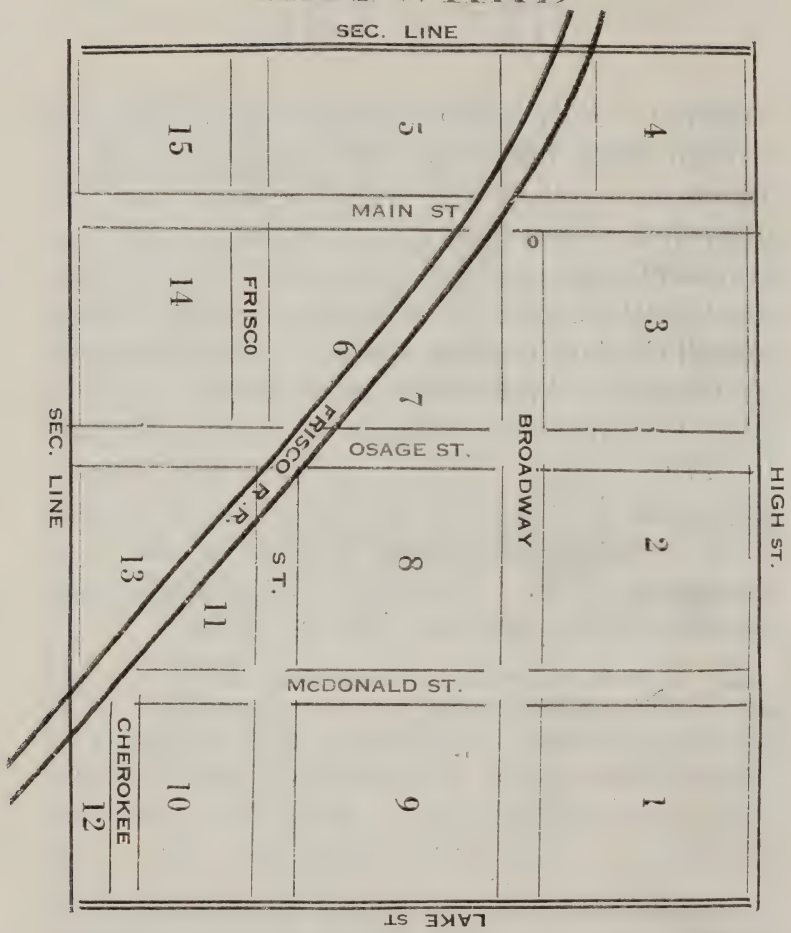 SEC. LINE
4
5
15
MAIN ST
3
14
FRISCO
6
7
FRISCO R.R.
OSAGE ST.
BROADWAY
HIGH ST.
SEC. LINE
2
8
ST.
13
11
McDONALD ST.
CHEROKEE
12
10
9
1
LAKE ST